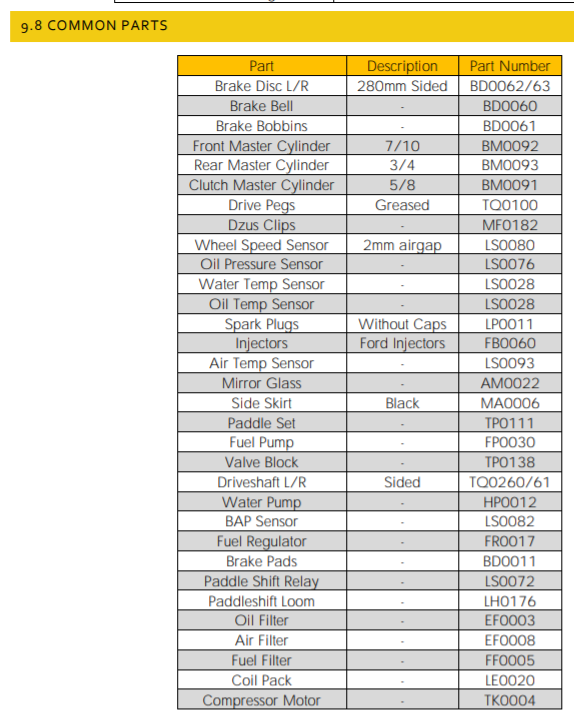 9.8 COMMON PARTS
Part Description Part Number
Brake Disc L/R 280mm Sided BD0062/63
Brake Bell - BD0060
Brake Bobbins - BD0061
Front Master Cylinder 7/10 BM0092
Rear Master Cylinder 3/4 BM0093
Clutch Master Cylinder 5/8 BM0091
Drive Pegs Greased TQ0100
Dzus Clips - MF0182
Wheel Speed Sensor 2mm airgap LS0080
Oil Pressure Sensor - LS0076
Water Temp Sensor - LS0028
Oil Temp Sensor - LS0028
Spark Plugs Without Caps LP0011
Injectors Ford Injectors FB0060
Air Temp Sensor - LS0093
Mirror Glass - AM0022
Side Skirt Black MA0006
Paddle Set - TP0111
Fuel Pump - FP0030
Valve Block - TP0138
Driveshaft L/R Sided TQ0260/61
Water Pump - HP0012
BAP Sensor - LS0082
Fuel Regulator - FR0017
Brake Pads - BD0011
Paddle Shift Relay - LS0072
Paddleshift Loom - LH0176
Oil Filter - EF0003
Air Filter - EF0008
Fuel Filter - FF0005
Coil Pack - LE0020
Compressor Motor - TK0004